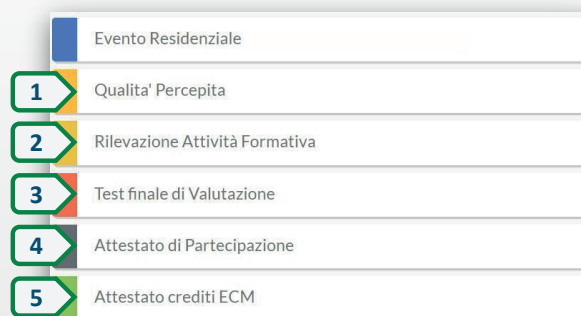 Evento Residenziale
1 Qualita' Percepita
2 Rilevazione Attività Formativa
3 Test finale di Valutazione
4 Attestato di Partecipazione
5 Attestato crediti ECM